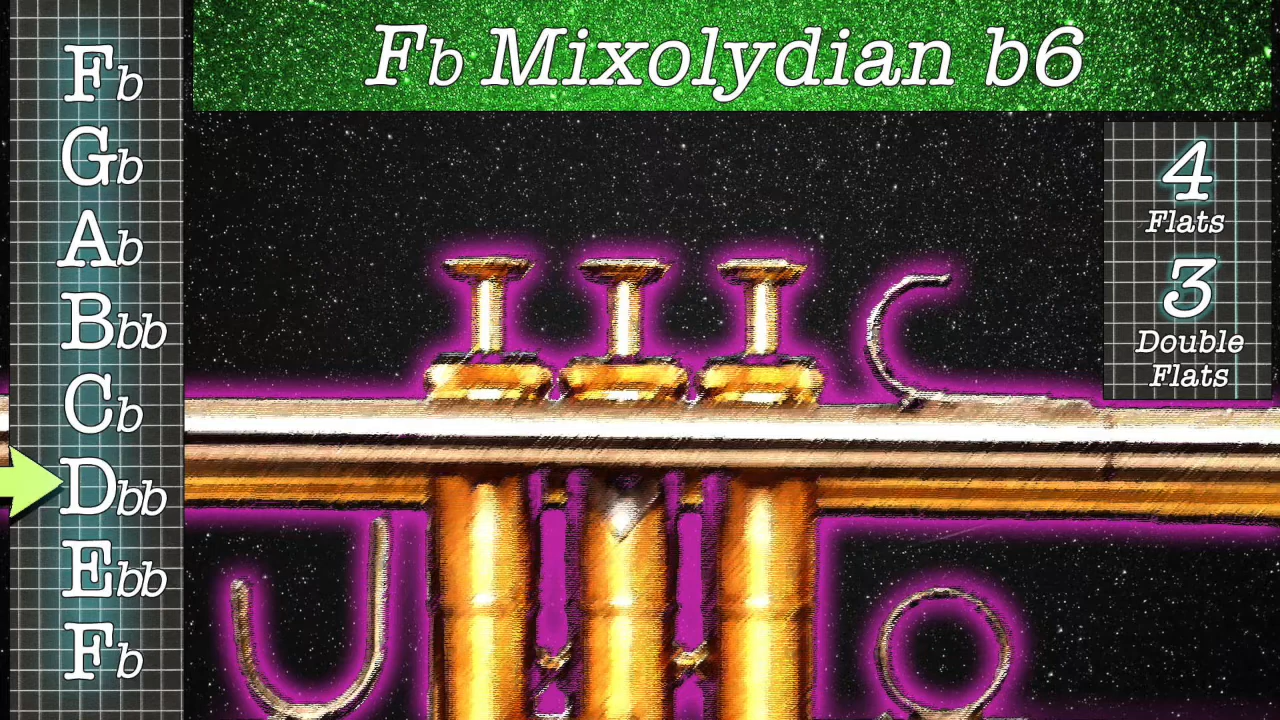 Fb Mixolydian b6
Fb
Gb
Ab
Bbb
Cb
Dbb
Ebb
Fb
4
Flats
3
Double
Flats